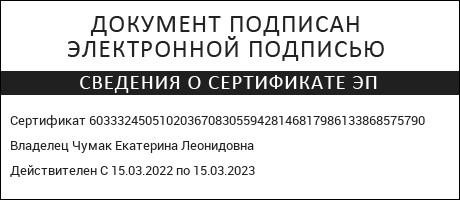 ДОКУМЕНТ ПОДПИСАН
ЭЛЕКТРОННОЙ ПОДПИСЬЮ
СВЕДЕНИЯ О СЕРТИФИКАТЕ ЭП
Сертификат 603332450510203670830559428146817986133868575790
Владелец Чумак Екатерина Леонидовна
Действителен С 15.03.2022 по 15.03.2023